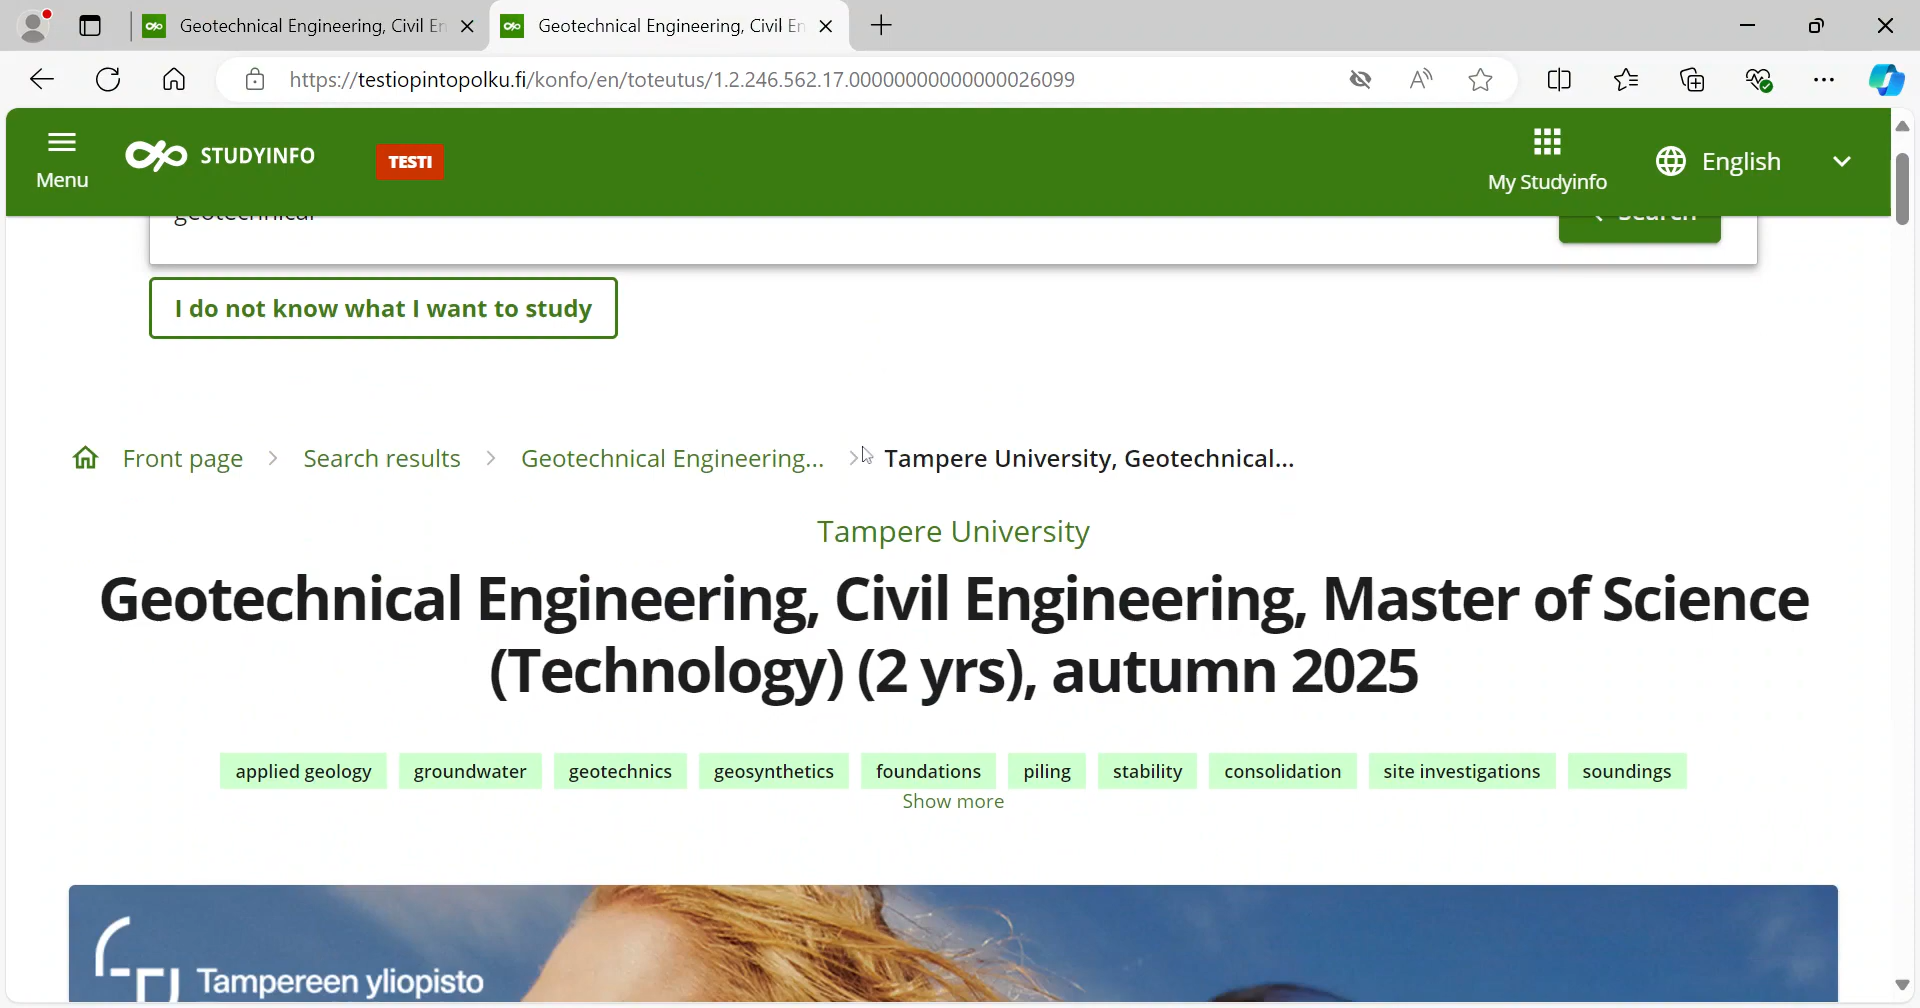 Geotechnical Engineering, Civil En
Geotechnical Engineering, Civil En
https://testiopintopolku.fi/konfo/en/toteutus/1.2.246.562.17.00000000000000026099
Menu
STUDYINFO
TESTI
My Studyinfo
English
geotechnical
Search
I do not know what I want to study
Front page
Search results
Geotechnical Engineering...
Tampere University, Geotechnical...
Tampere University
Geotechnical Engineering, Civil Engineering, Master of Science
(Technology) (2 yrs), autumn 2025
applied geology
groundwater
geotechnics
geosynthetics
foundations
piling
stability
consolidation
site investigations
soundings
Show more
Tampereen yliopisto